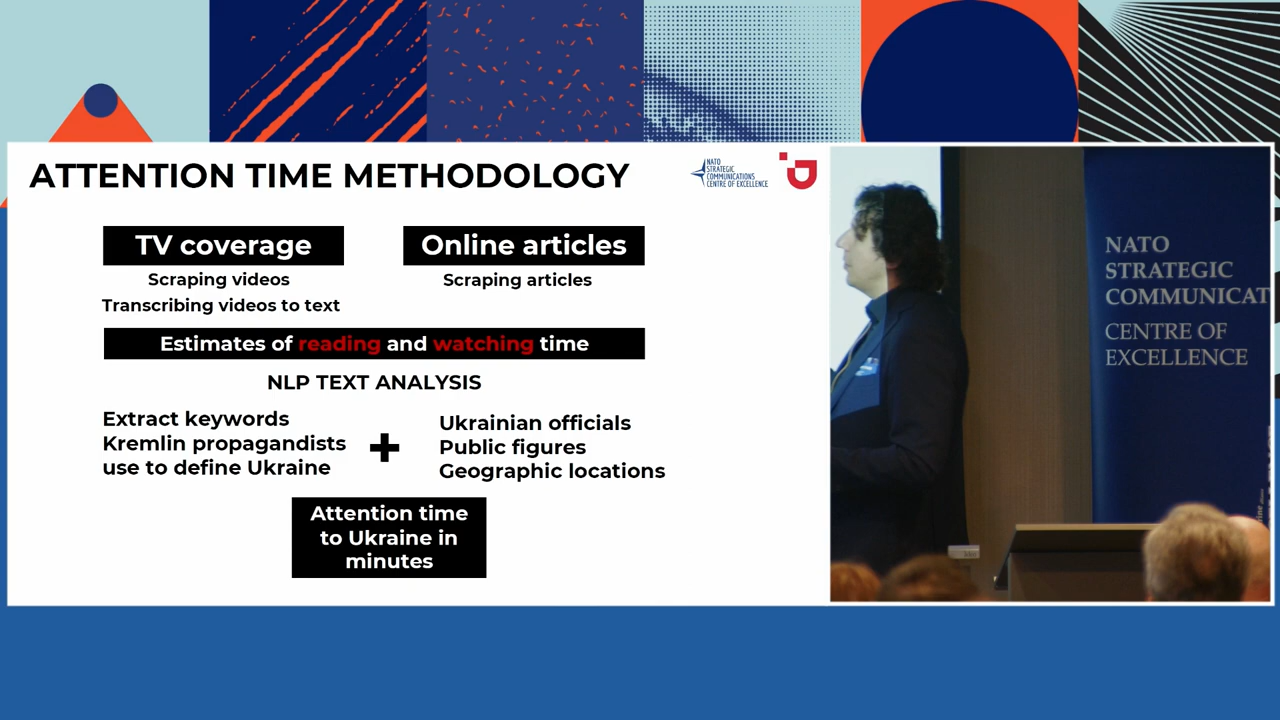 ATTENTION TIME METHODOLOGY
NATO
STRATEGIC
COMMUNICATIONS
CENTRE OF EXCELLENCE
TV coverage
Online articles
Scraping videos
Scraping articles
Transcribing videos to text
Estimates of reading and watching time
NLP TEXT ANALYSIS
Extract keywords
Kremlin propagandists
use to define Ukraine
+
Ukrainian officials
Public figures
Geographic locations
Attention time
to Ukraine in
minutes
NATO
STRATEGIC
COMMUNICAT
CENTRE OF
EXCELLENCE